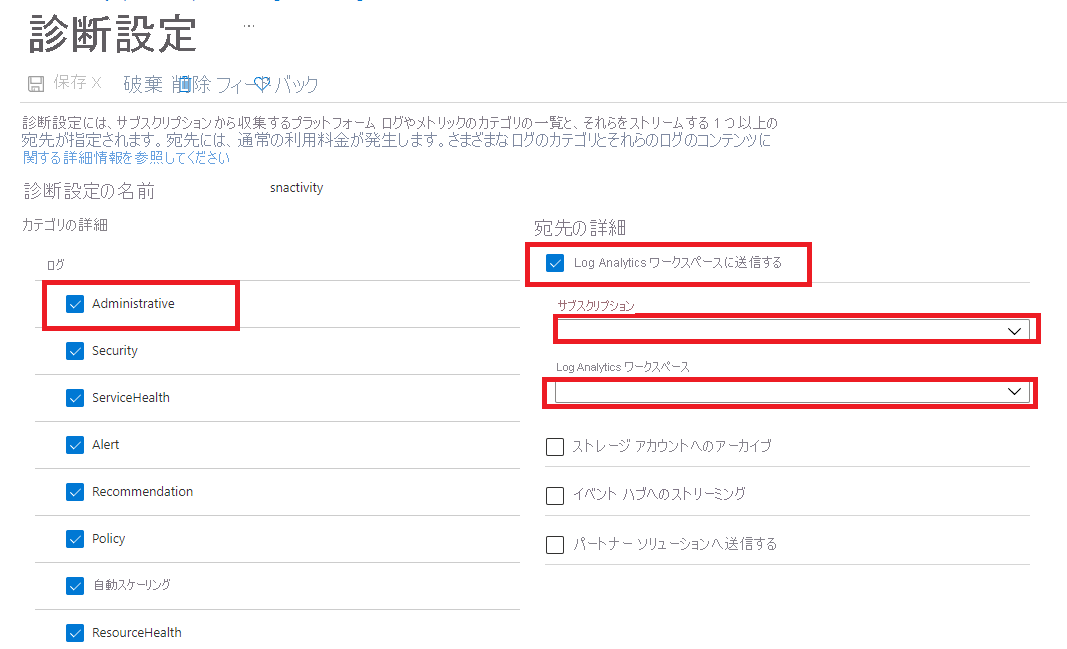 診断設定
…
保存 X 破棄 削除 フィードバック
診断設定には、サブスクリプションから収集するプラットフォーム ログやメトリックのカテゴリの一覧と、それらをストリームする 1 つ以上の
宛先が指定されます。宛先には、通常の利用料金が発生します。さまざまなログのカテゴリとそれらのログのコンテンツに
関する詳細情報を参照してください
診断設定の名前
snactivity
カテゴリの詳細
ログ
Administrative
Security
ServiceHealth
Alert
Recommendation
Policy
自動スケーリング
ResourceHealth
宛先の詳細
Log Analytics ワークスペースに送信する
サブスクリプション
Log Analytics ワークスペース
ストレージ アカウントへのアーカイブ
イベント ハブへのストリーミング
パートナー ソリューションへ送信する